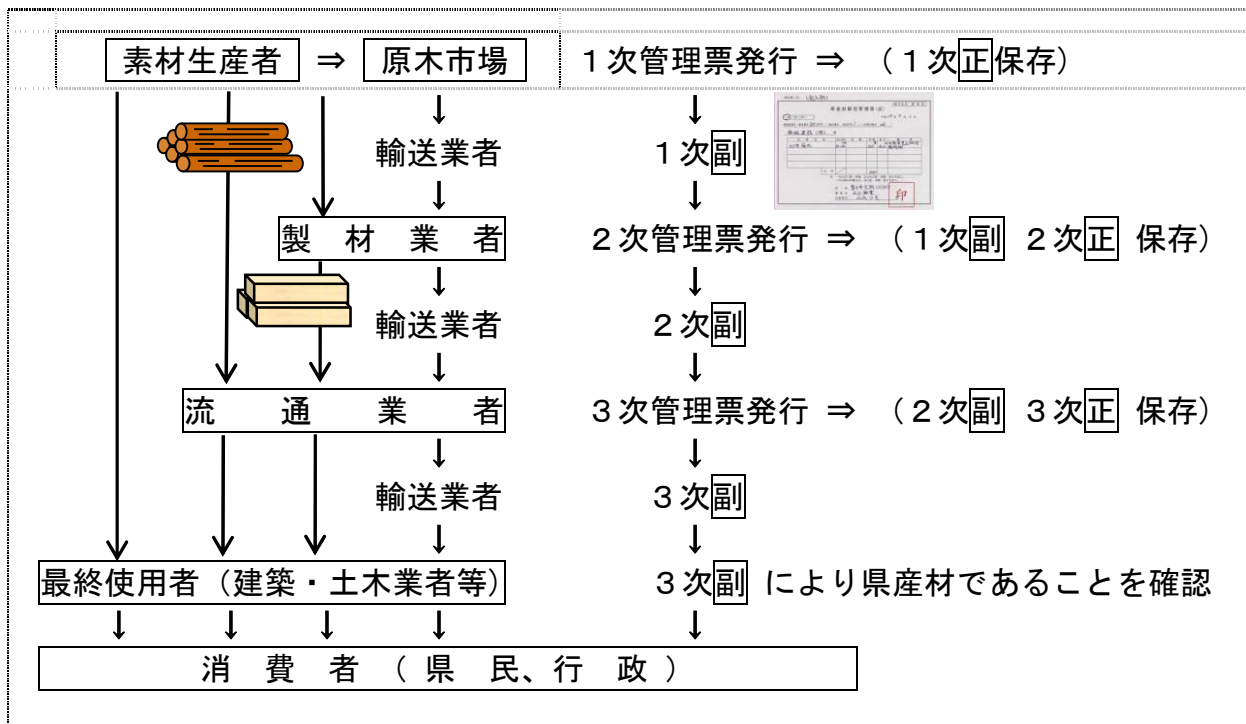 素材生産者 ⇒ 原木市場 1次管理票発行 ⇒ (1次正保存)
輸送業者 1次副
印
製材業者 2次管理票発行 ⇒ (1次副 2次正 保存)
輸送業者 2次副
流通業者 3次管理票発行 ⇒ (2次副 3次正 保存)
輸送業者 3次副
最終使用者(建築・土木業者等) 3次副 により県産材であることを確認
消費者(県民、行政)